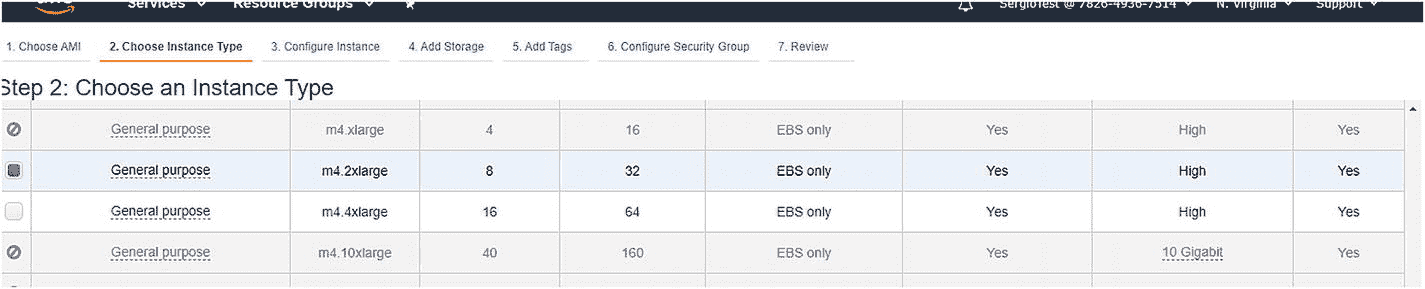 Services Resource Groups SergioTest @ 7826-4936-7514 N. Virginia Support
1. Choose AMI 2. Choose Instance Type 3. Configure Instance 4. Add Storage 5. Add Tags 6. Configure Security Group 7. Review
Step 2: Choose an Instance Type
General purpose m4.xlarge 4 16 EBS only Yes High Yes
General purpose m4.2xlarge 8 32 EBS only Yes High Yes
General purpose m4.4xlarge 16 64 EBS only Yes High Yes
General purpose m4.10xlarge 40 160 EBS only Yes 10 Gigabit Yes